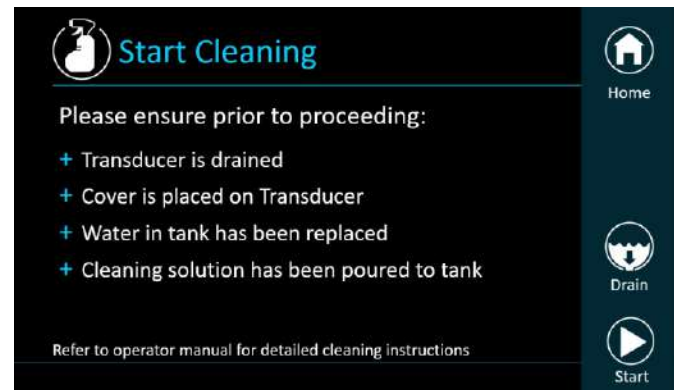 Start Cleaning
Please ensure prior to proceeding:
+ Transducer is drained
+ Cover is placed on Transducer
+ Water in tank has been replaced
+ Cleaning solution has been poured to tank
Refer to operator manual for detailed cleaning instructions
Home
Drain
Start